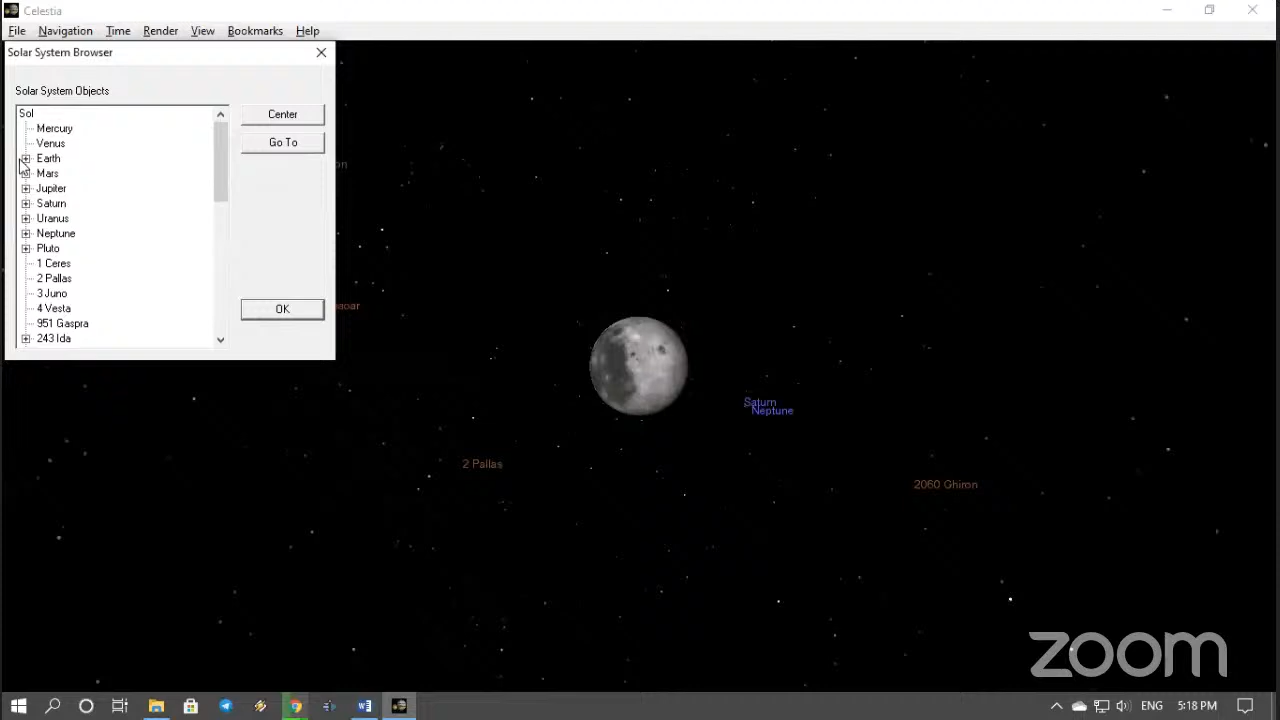 Celestia
File Navigation Time Render View Bookmarks Help
Solar System Browser
Solar System Objects
Sol
Mercury
Venus
Earth
Mars
Jupiter
Saturn
Uranus
Neptune
Pluto
1 Ceres
2 Pallas
3 Juno
4 Vesta
951 Gaspra
243 Ida
Center
Go To
OK
Saturn
Neptune
2 Pallas
2060 Chiron
zoom
ENG 5:18 PM